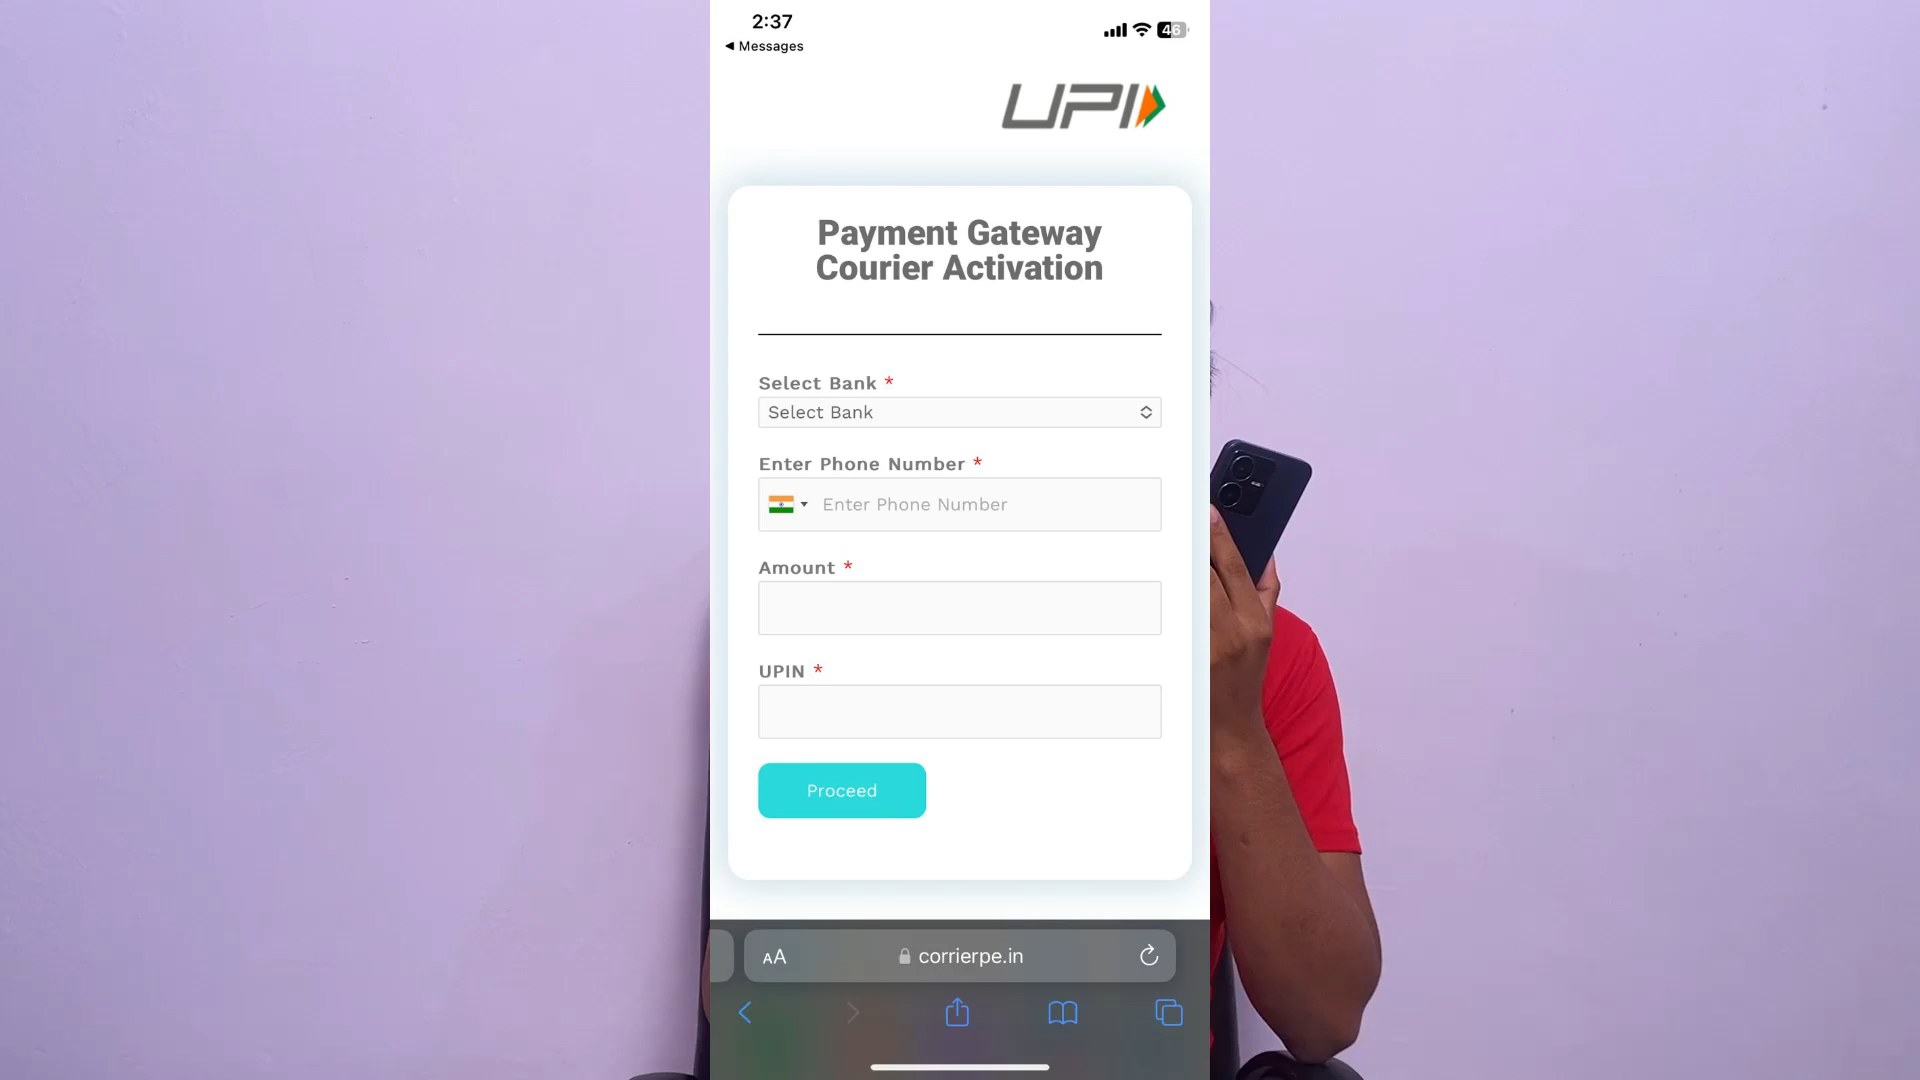 2:37
46
◀ Messages
UPI
Payment Gateway
Courier Activation
Select Bank *
Select Bank
Enter Phone Number *
Enter Phone Number
Amount *
UPIN *
Proceed
AA
corrierpe.in